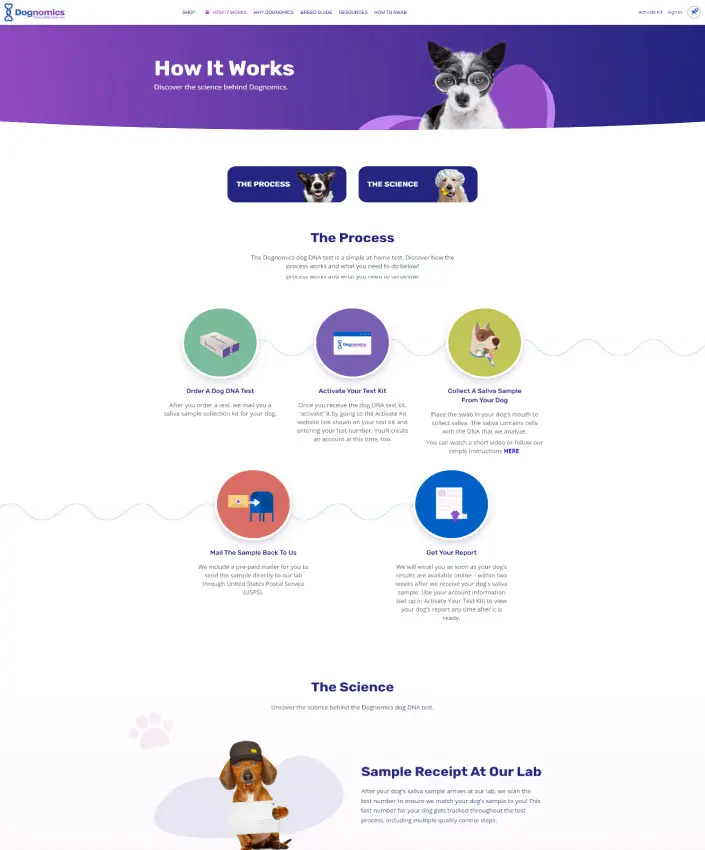 Dognomics
SHOP HOW IT WORKS WHY DOGNOMICS BREED GUIDE RESOURCES HOW TO SWAB
Activate Kit Sign In
How It Works
Discover the science behind Dognomics.
THE PROCESS
THE SCIENCE
The Process
The Dognomics dog DNA test is a simple at-home test. Discover how the
process works and what you need to do below!
process works and what you need to do below!
Dognomics
Order A Dog DNA Test
After you order a test, we mail you a
saliva sample collection kit for your dog.
Activate Your Test Kit
Once you receive the dog DNA test kit,
"activate" it by going to the Activate Kit
website link shown on your test kit and
entering your test number. You'll create
an account at this time, too.
Collect A Saliva Sample
From Your Dog
Place the swab in your dog's mouth to
collect saliva. The saliva contains cells
with the DNA that we analyze.
You can watch a short video or follow our
simple instructions HERE
Mail The Sample Back To Us
We include a pre-paid mailer for you to
send the sample directly to our lab
through United States Postal Service
(USPS).
Get Your Report
We will email you as soon as your dog's
results are available online – within two
weeks after we receive your dog's saliva
sample. Use your account information
(set up in Activate Your Test Kit) to view
your dog's report any time after it is
ready.
The Science
Uncover the science behind the Dognomics dog DNA test.
Sample Receipt At Our Lab
After your dog's saliva sample arrives at our lab, we scan the
test number to ensure we match your dog's sample to you! This
test number for your dog gets tracked throughout the test
process, including multiple quality control steps.